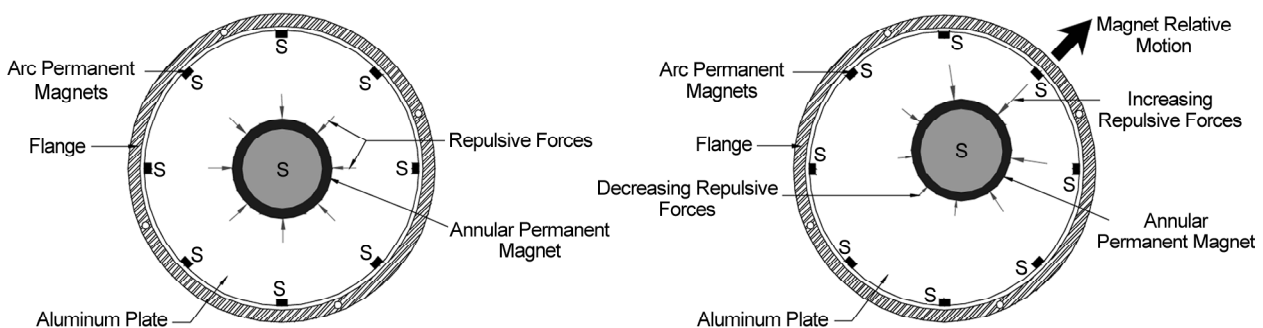 S
S
S
Arc Permanent
Magnets
Flange
S
S
S
Repulsive Forces
S
S
S
Annular Permanent
Magnet
Aluminum Plate
Magnet Relative
Motion
S
S
S
Arc Permanent
Magnets
Increasing
Repulsive Forces
Flange
S
S
S
Decreasing Repulsive
Forces
S
S
S
Annular
Permanent Magnet
Aluminum Plate